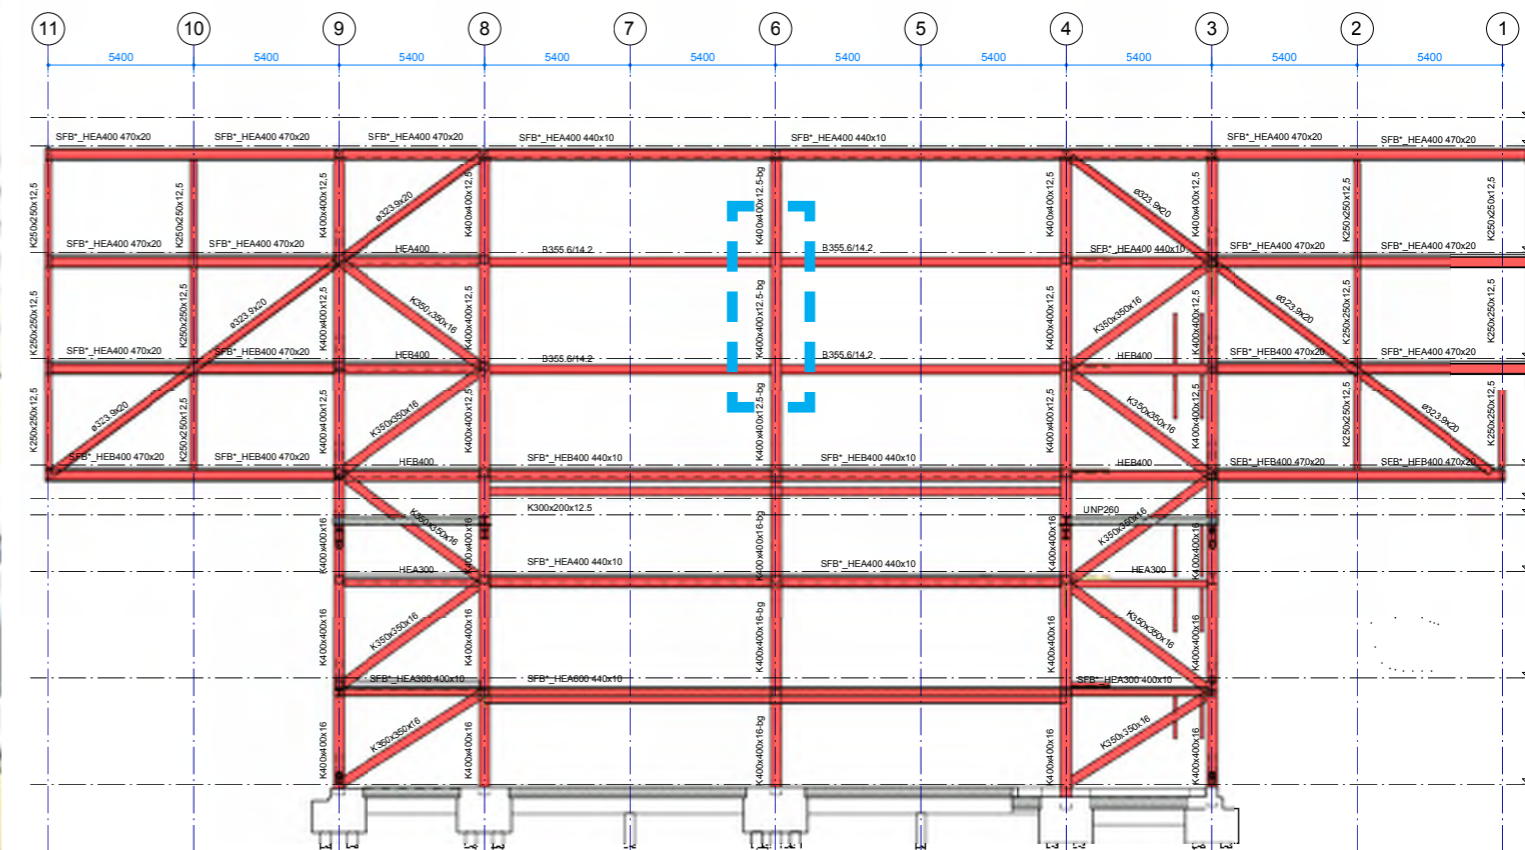 11 10 9 8 7 6 5 4 3 2 1
5400 5400 5400 5400 5400 5400 5400 5400 5400 5400
SFB*_HEA400 470x20 SFB*_HEA400 470x20 SFB*_HEA400 470x20 SFB*_HEA400 440x10 SFB*_HEA400 440x10 SFB*_HEA400 470x20 SFB*_HEA400 470x20
K250x250x12,5 K250x250x12,5 K400x400x12,5 ø323.9x20 K400x400x12,5 K400x400x12.5-bg K400x400x12,5 ø323.9x20 K400x400x12,5 K250x250x12,5 K250x250x12,5
SFB*_HEA400 470x20 SFB*_HEA400 470x20 HEA400 B355.6/14.2 B355.6/14.2 SFB*_HEA400 440x10 SFB*_HEA400 470x20 SFB*_HEA400 470x20
K250x250x12,5 K250x250x12,5 ø323.9x20 K400x400x12,5 K350x350x16 K400x400x12,5 K400x400x12,5-bg K400x400x12,5 K350x350x16 K400x400x12,5 ø323.9x20 K250x250x12,5 K250x250x12,5
SFB*_HEA400 470x20 SFB*_HEB400 470x20 HEB400 B355.6/14.2 B355.6/14.2 HEB400 SFB*_HEB400 470x20 SFB*_HEA400 470x20
K250x250x12,5 ø323.9x20 K250x250x12,5 K400x400x12,5 K350x350x16 K400x400x12,5 K400x400x12,5-bg K400x400x12,5 K350x350x16 K400x400x12,5 K250x250x12,5 ø323.9x20 K250x250x12,5
SFB*_HEB400 470x20 SFB*_HEB400 470x20 HEB400 SFB*_HEB400 440x10 SFB*_HEB400 440x10 HEB400 SFB*_HEB400 470x20 SFB*_HEB400 470x20
K300x200x12.5 UNP260
K400x400x16 K350x350x16 K400x400x16 K400x400x16-bg K400x400x16 K350x350x16 K400x400x16
HEA300 SFB*_HEA400 440x10 SFB*_HEA400 440x10 HEA300
K400x400x16 K350x350x16 K400x400x16 K400x400x16-bg K400x400x16 K350x350x16 K400x400x16
SFB*_HEA300 400x10 SFB*_HEA600 440x10 SFB*_HEA300 400x10
K400x400x16 K350x350x16 K400x400x16 K400x400x16-bg K400x400x16 K350x350x16 K400x400x16